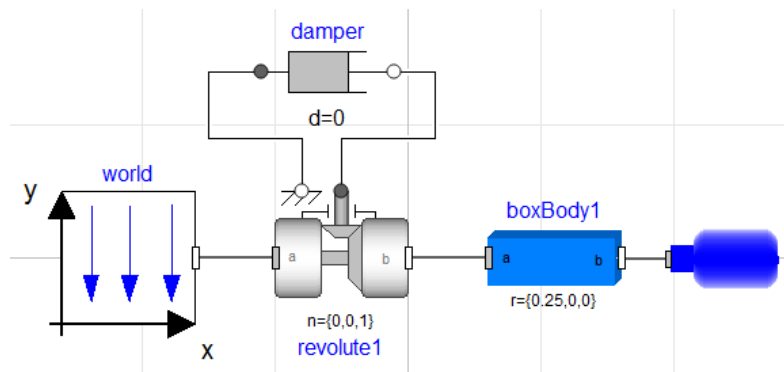 damper
d=0
world
y
x
a
b
n={0,0,1}
revolute1
boxBody1
a
b
r={0.25,0,0}